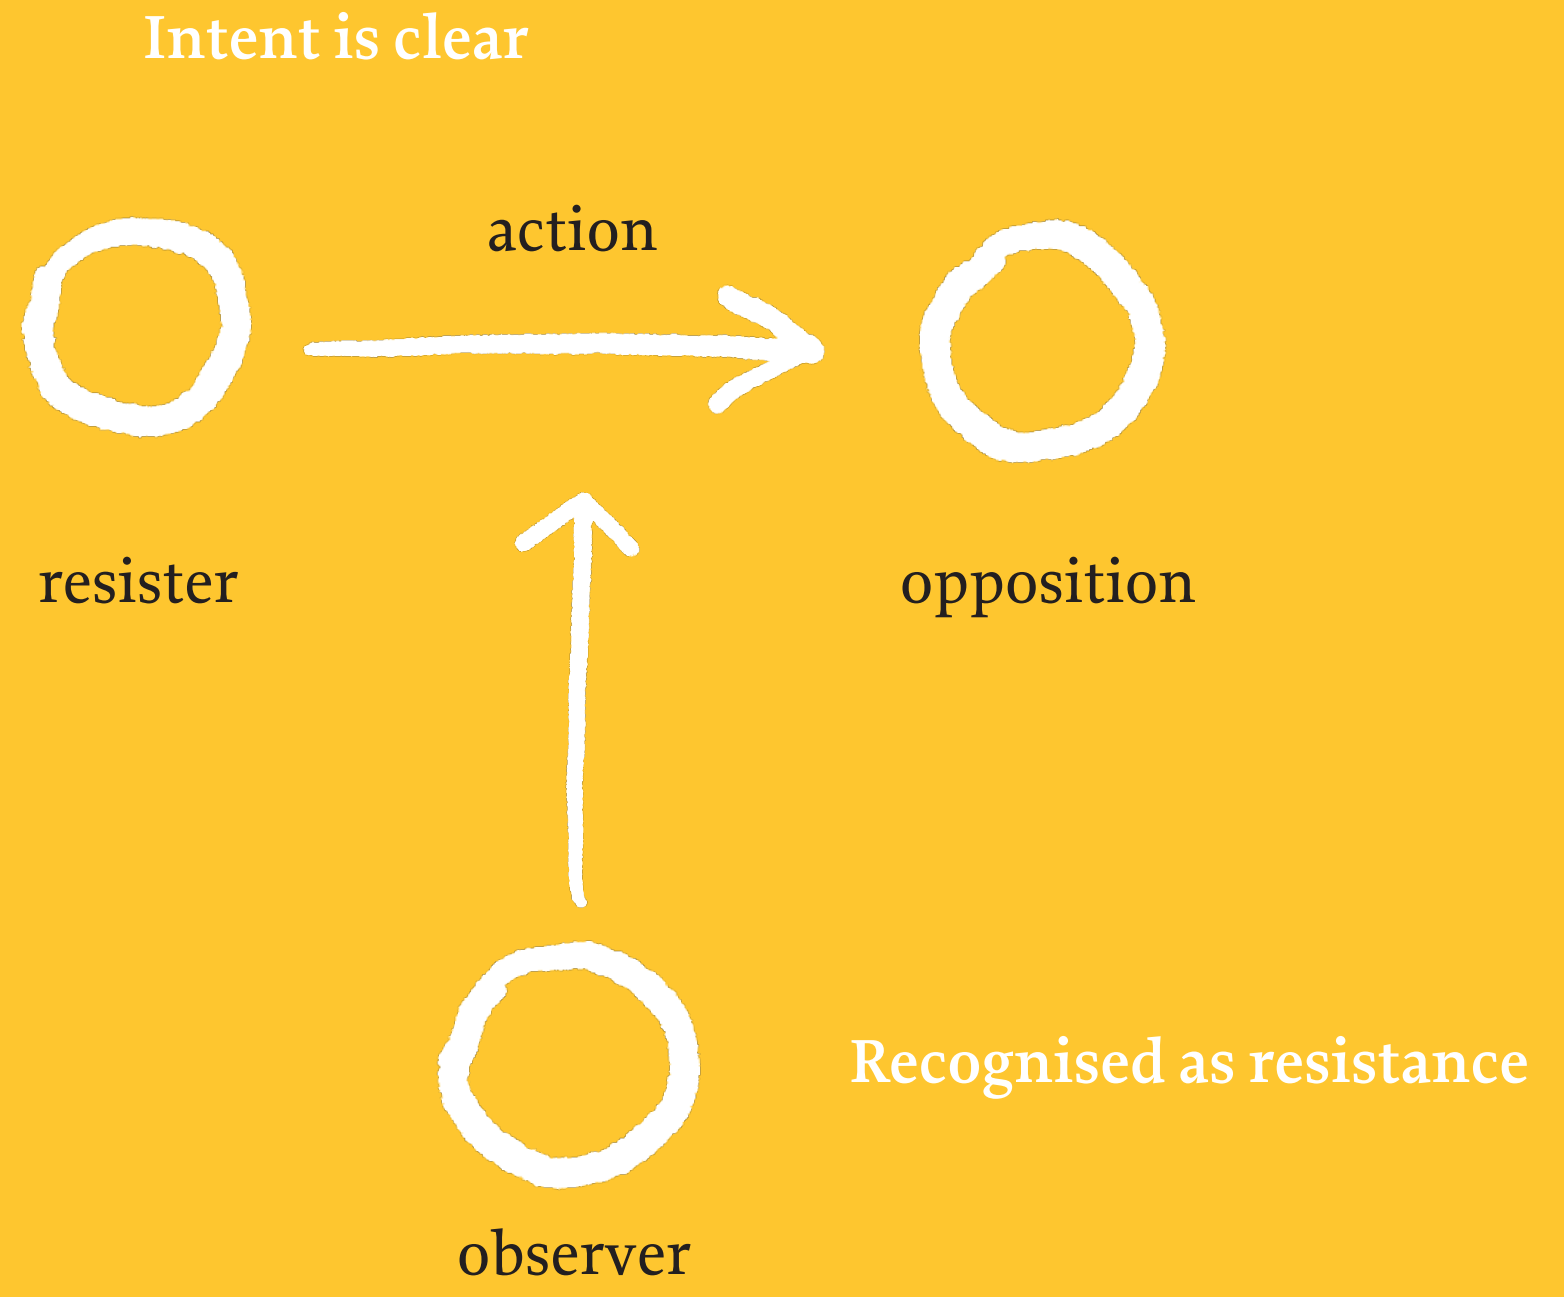 Intent is clear
action
resister
opposition
Recognised as resistance
observer